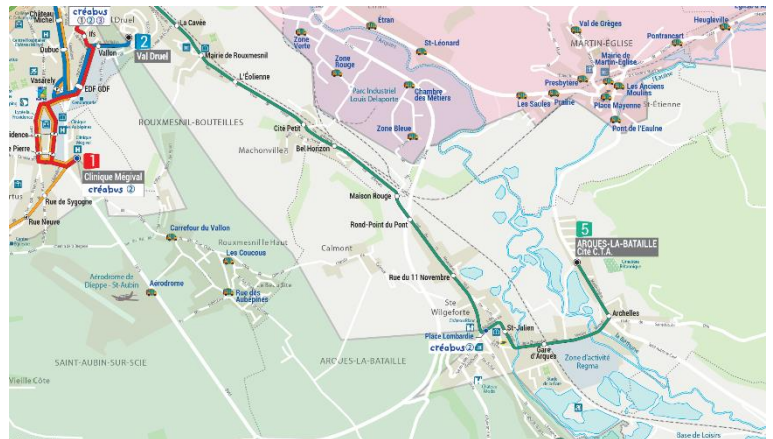 Château
Michel
créabus
1 2 3
Ifs
Dubuc
Vallon
2
Val Druel
Vasarely
EDF GDF
1
Clinique Mégival
créabus 2
Rue de Sygogne
Rue Neuve
La Cavée
Mairie de Rouxmesnil
L'Éolienne
ROUXMESNIL-BOUTEILLES
Cité Petit
Machonville
Bel Horizon
Zone
Verte
Étran
Zone
Rouge
St-Léonard
Parc Industriel
Louis Delaporte
Chambre
des Métiers
Zone Bleue
Val de Grèges
Pontrancart
Heugleville
MARTIN-ÉGLISE
Mairie de
Martin-Église
Presbytère
Les Saules
Prairie
Les Anciens
Moulins
Place Mayenne
St-Étienne
Pont de l'Eaulne
Maison Rouge
Rond-Point du Pont
Carrefour du Vallon
Rouxmesnil le Haut
Calmont
Les Coucous
Rue des
Aubépines
Aérodrome de
Dieppe - St-Aubin
Aérodrome
Rue du 11 Novembre
5
ARQUES-LA-BATAILLE
Cité C.T.A.
Ste
Wilgeforte
Place Lombardie
créabus 2
St-Julien
Archelles
Gare
d'Arques
Zone d'activité
Regma
SAINT-AUBIN-SUR-SCIE
ARQUES-LA-BATAILLE
Vieille Côte
Base de Loisirs